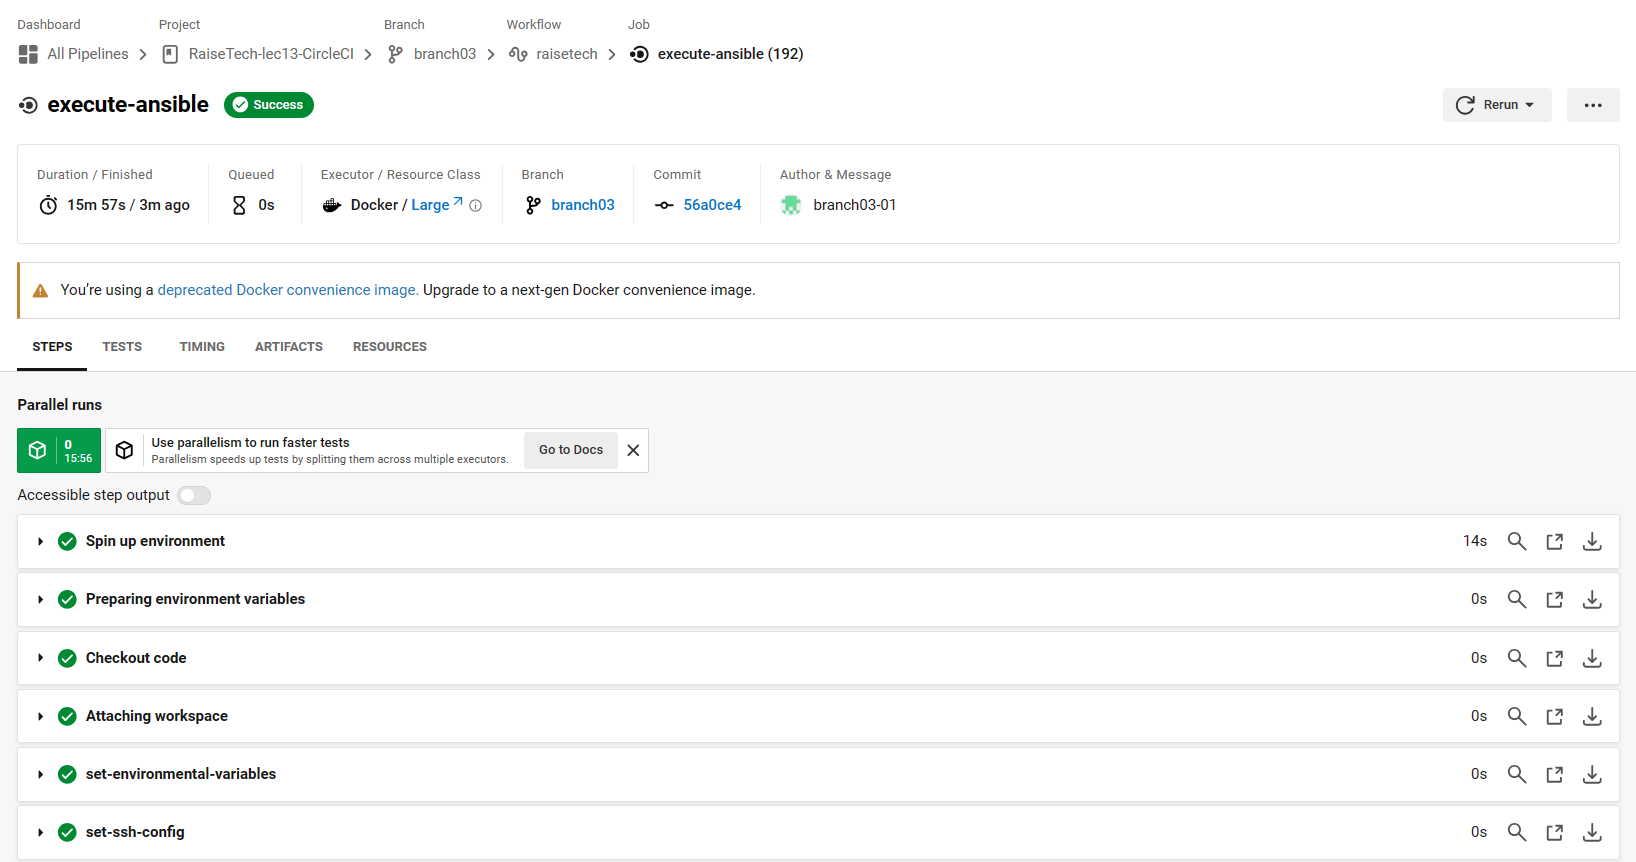 Dashboard Project Branch Workflow Job
All Pipelines RaiseTech-lec13-CircleCI branch03 raisetech execute-ansible (192)
execute-ansible Success Rerun
Duration / Finished Queued Executor / Resource Class Branch Commit Author & Message
15m 57s / 3m ago 0s Docker / Large branch03 56a0ce4 branch03-01
You’re using a deprecated Docker convenience image. Upgrade to a next-gen Docker convenience image.
STEPS TESTS TIMING ARTIFACTS RESOURCES
Parallel runs
0
15:56
Use parallelism to run faster tests
Parallelism speeds up tests by splitting them across multiple executors.
Go to Docs
Accessible step output
Spin up environment 14s
Preparing environment variables 0s
Checkout code 0s
Attaching workspace 0s
set-environmental-variables 0s
set-ssh-config 0s